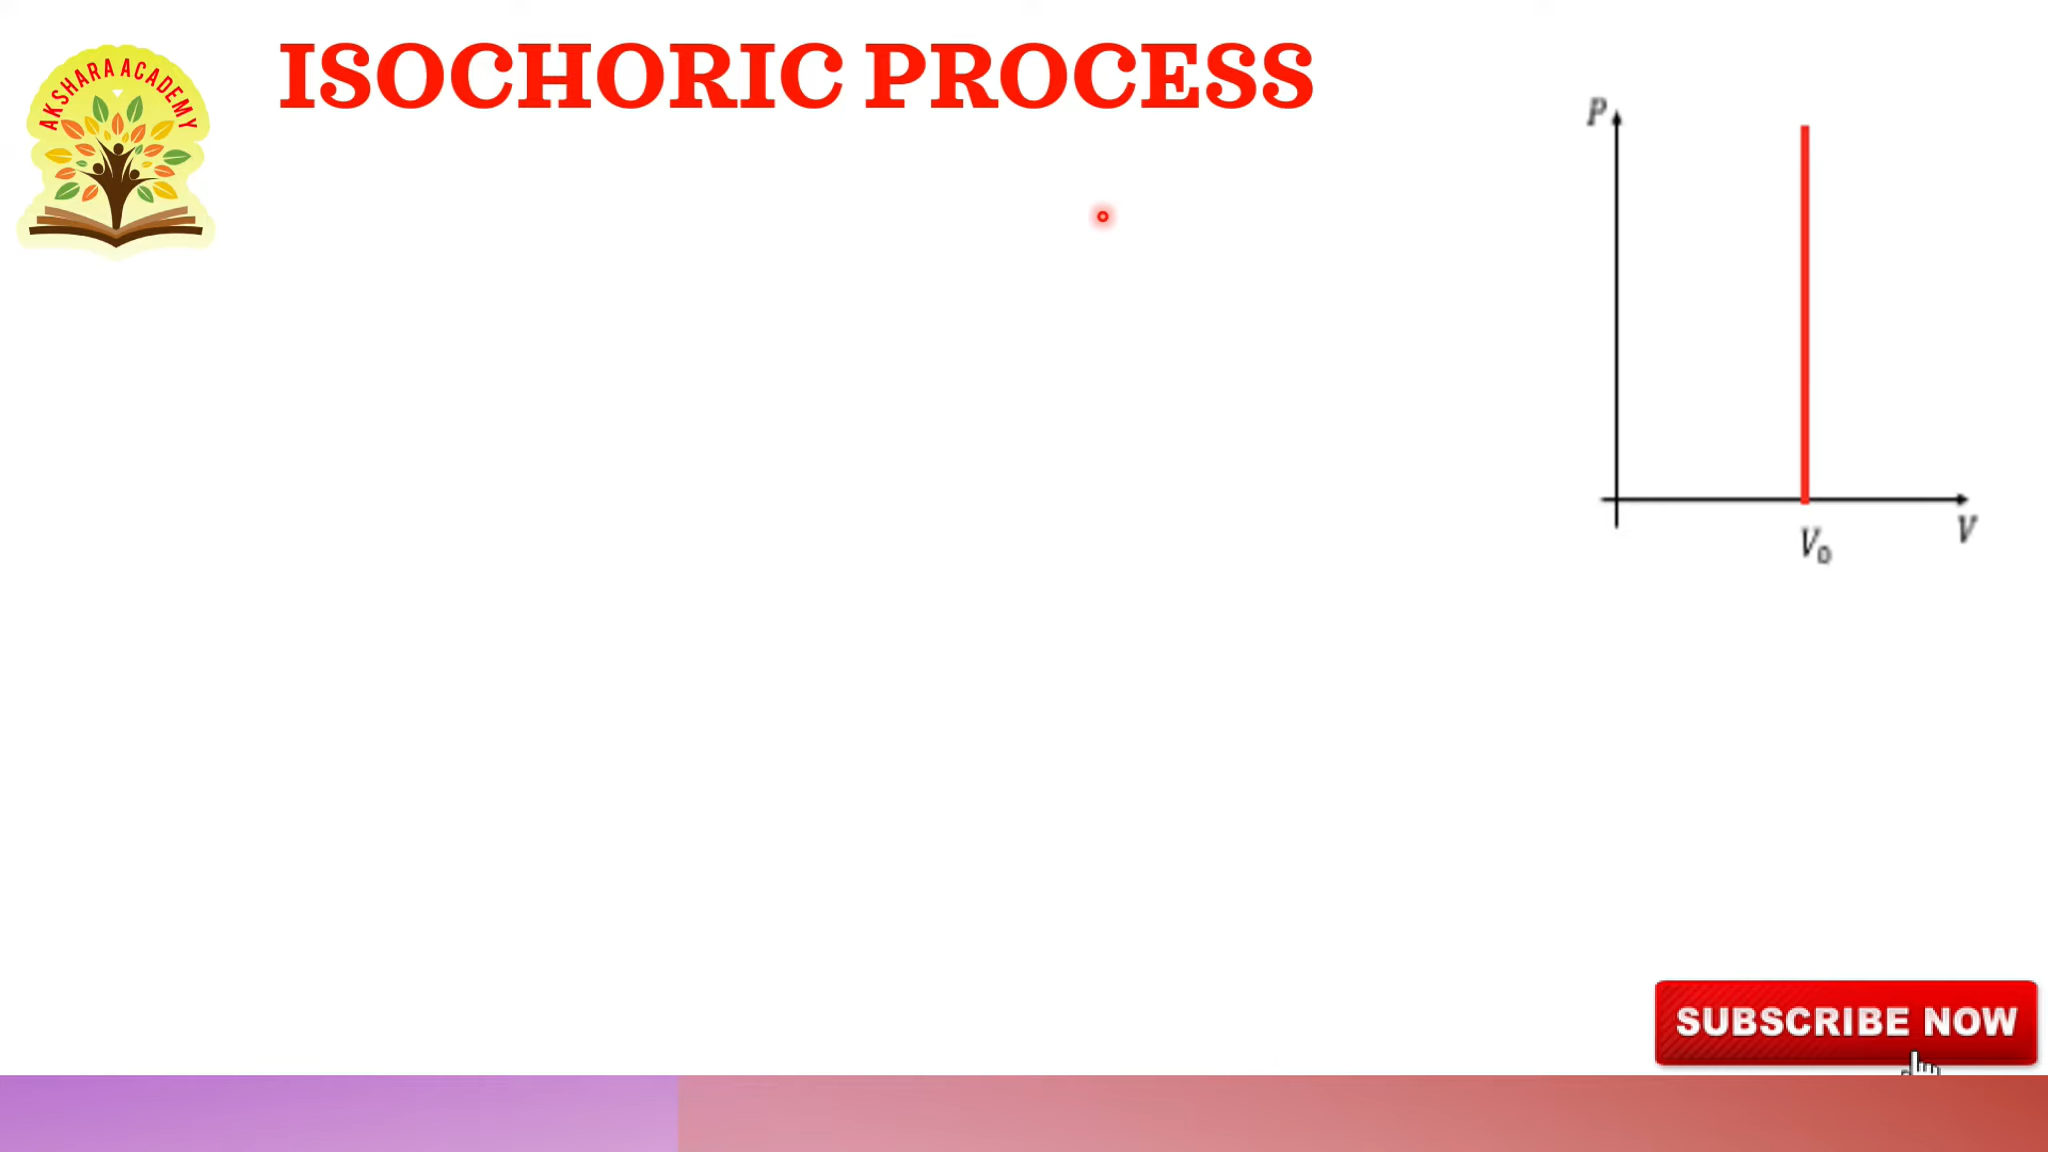 AKSHARA ACADEMY
ISOCHORIC PROCESS
P
V
V₀
SUBSCRIBE NOW